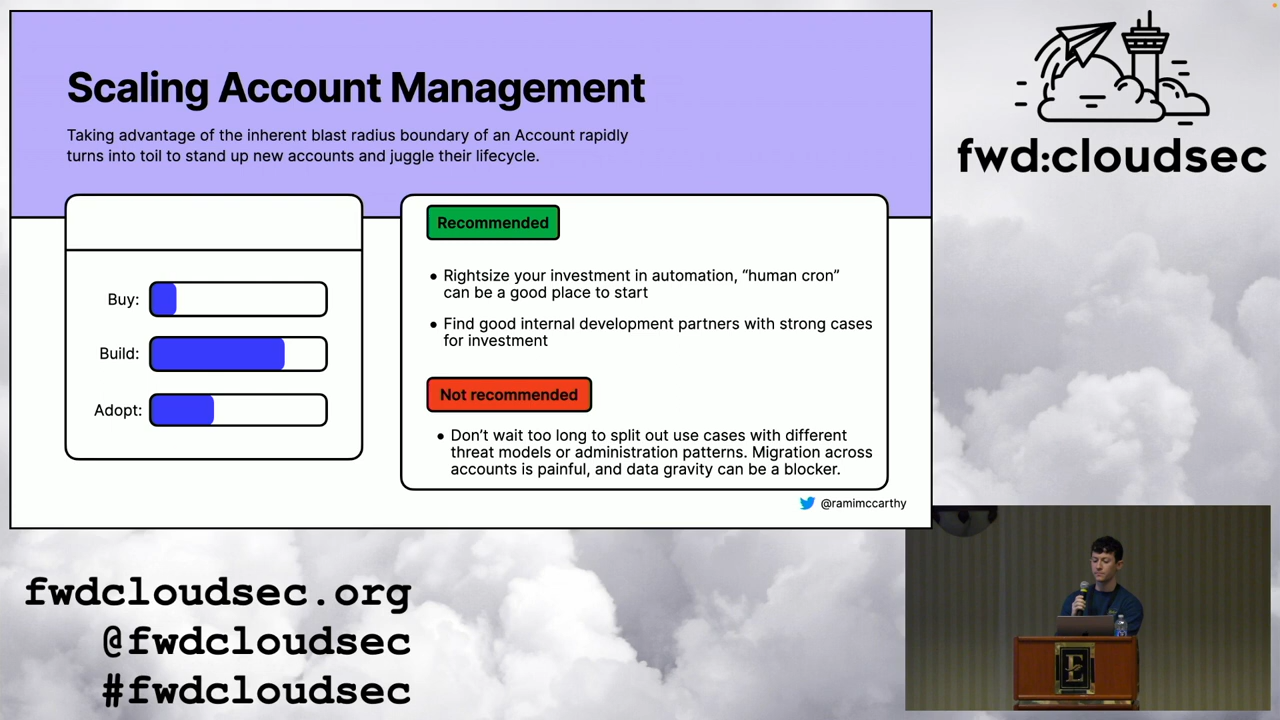 Scaling Account Management
Taking advantage of the inherent blast radius boundary of an Account rapidly
turns into toil to stand up new accounts and juggle their lifecycle.
Buy:
Build:
Adopt:
Recommended
• Rightsize your investment in automation, “human cron”
can be a good place to start
• Find good internal development partners with strong cases
for investment
Not recommended
• Don’t wait too long to split out use cases with different
threat models or administration patterns. Migration across
accounts is painful, and data gravity can be a blocker.
@ramimccarthy
fwd:cloudsec
fwdcloudsec.org
@fwdcloudsec
#fwdcloudsec
E